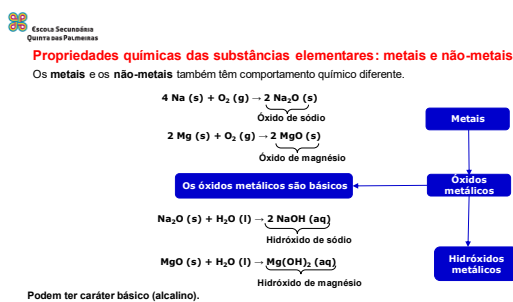 Escola Secundária
Quinta das Palmeiras
Propriedades químicas das substâncias elementares: metais e não-metais
Os metais e os não-metais também têm comportamento químico diferente.
4 Na (s) + O₂ (g) → 2 Na₂O (s)
Óxido de sódio
Metais
2 Mg (s) + O₂ (g) → 2 MgO (s)
Óxido de magnésio
Os óxidos metálicos são básicos
Óxidos
metálicos
Na₂O (s) + H₂O (l) → 2 NaOH (aq)
Hidróxido de sódio
MgO (s) + H₂O (l) → Mg(OH)₂ (aq)
Hidróxido de magnésio
Hidróxidos
metálicos
Podem ter caráter básico (alcalino).